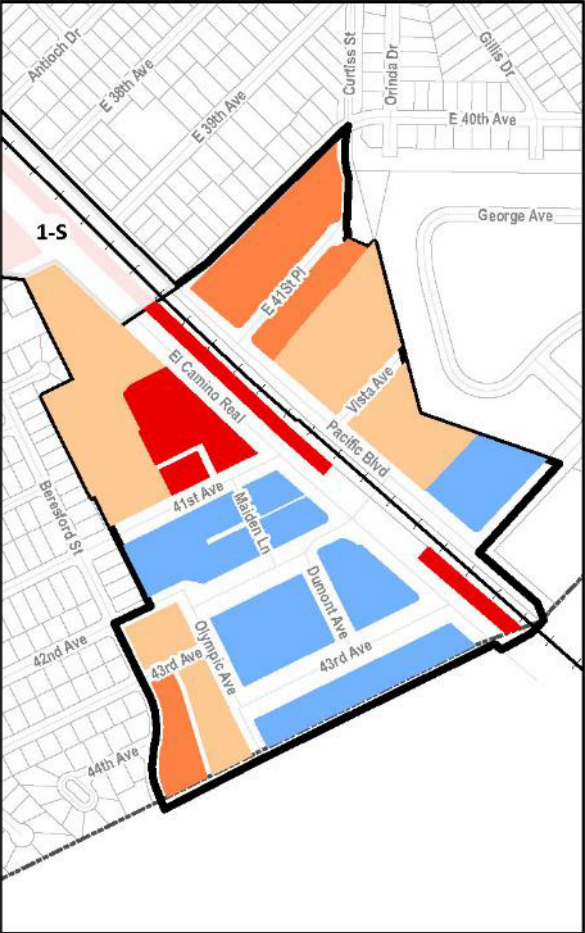 Antioch Dr
E 38th Ave
E 39th Ave
Curtiss St
Orinda Dr
Gillis Dr
E 40th Ave
George Ave
1-S
E 41St Pl
El Camino Real
Vista Ave
Pacific Blvd
41st Ave
Maiden Ln
Beresford St
Dumont Ave
42nd Ave
43rd Ave
Olympic Ave
43rd Ave
44th Ave